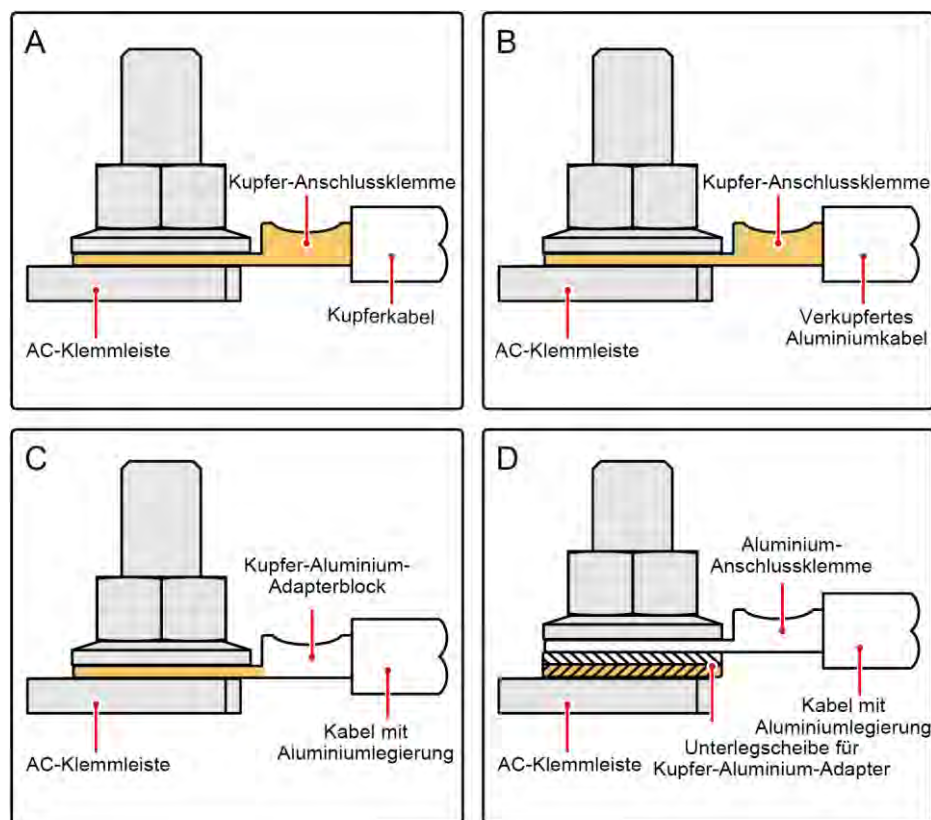 A
Kupfer-Anschlussklemme
Kupferkabel
AC-Klemmleiste
B
Kupfer-Anschlussklemme
Verkupfertes
Aluminiumkabel
AC-Klemmleiste
C
Kupfer-Aluminium-
Adapterblock
Kabel mit
Aluminiumlegierung
AC-Klemmleiste
D
Aluminium-
Anschlussklemme
Kabel mit
Aluminiumlegierung
Unterlegscheibe für
Kupfer-Aluminium-Adapter
AC-Klemmleiste